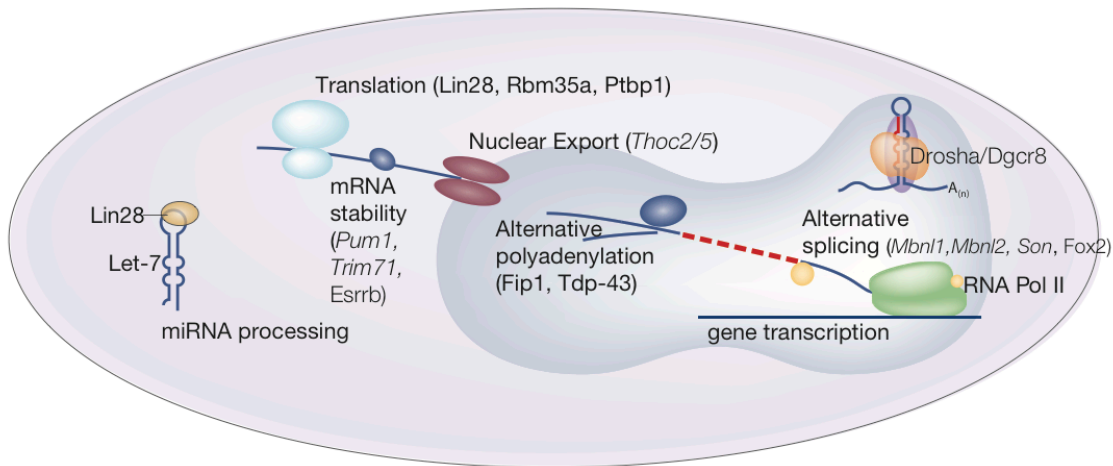 Translation (Lin28, Rbm35a, Ptbp1)
Nuclear Export (Thoc2/5)
Drosha/Dgcr8
A(n)
mRNA
stability
(Pum1,
Trim71,
Esrrb)
Lin28
Let-7
miRNA processing
Alternative
polyadenylation
(Fip1, Tdp-43)
Alternative
splicing (Mbnl1,Mbnl2, Son, Fox2)
RNA Pol II
gene transcription